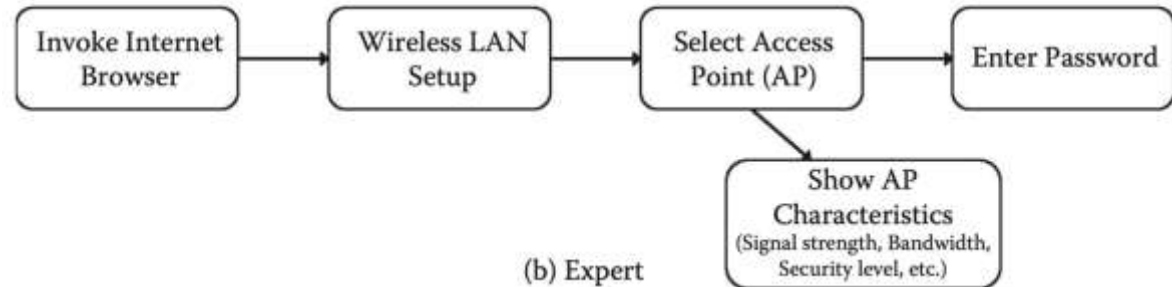 Invoke Internet
Browser
Wireless LAN
Setup
Select Access
Point (AP)
Enter Password
Show AP
Characteristics
(Signal strength, Bandwidth,
Security level, etc.)
(b) Expert